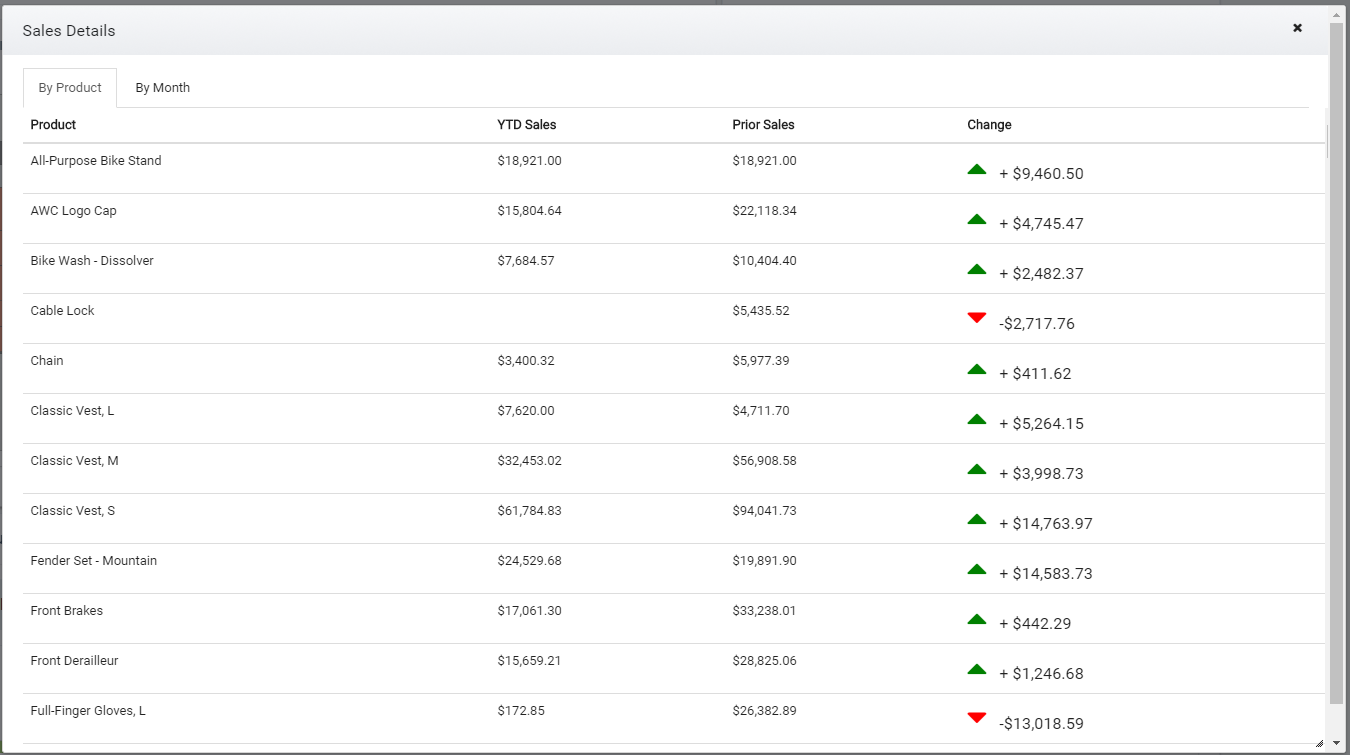 Sales Details
By Product By Month
Product YTD Sales Prior Sales Change
All-Purpose Bike Stand $18,921.00 $18,921.00 + $9,460.50
AWC Logo Cap $15,804.64 $22,118.34 + $4,745.47
Bike Wash - Dissolver $7,684.57 $10,404.40 + $2,482.37
Cable Lock $5,435.52 -$2,717.76
Chain $3,400.32 $5,977.39 + $411.62
Classic Vest, L $7,620.00 $4,711.70 + $5,264.15
Classic Vest, M $32,453.02 $56,908.58 + $3,998.73
Classic Vest, S $61,784.83 $94,041.73 + $14,763.97
Fender Set - Mountain $24,529.68 $19,891.90 + $14,583.73
Front Brakes $17,061.30 $33,238.01 + $442.29
Front Derailleur $15,659.21 $28,825.06 + $1,246.68
Full-Finger Gloves, L $172.85 $26,382.89 -$13,018.59